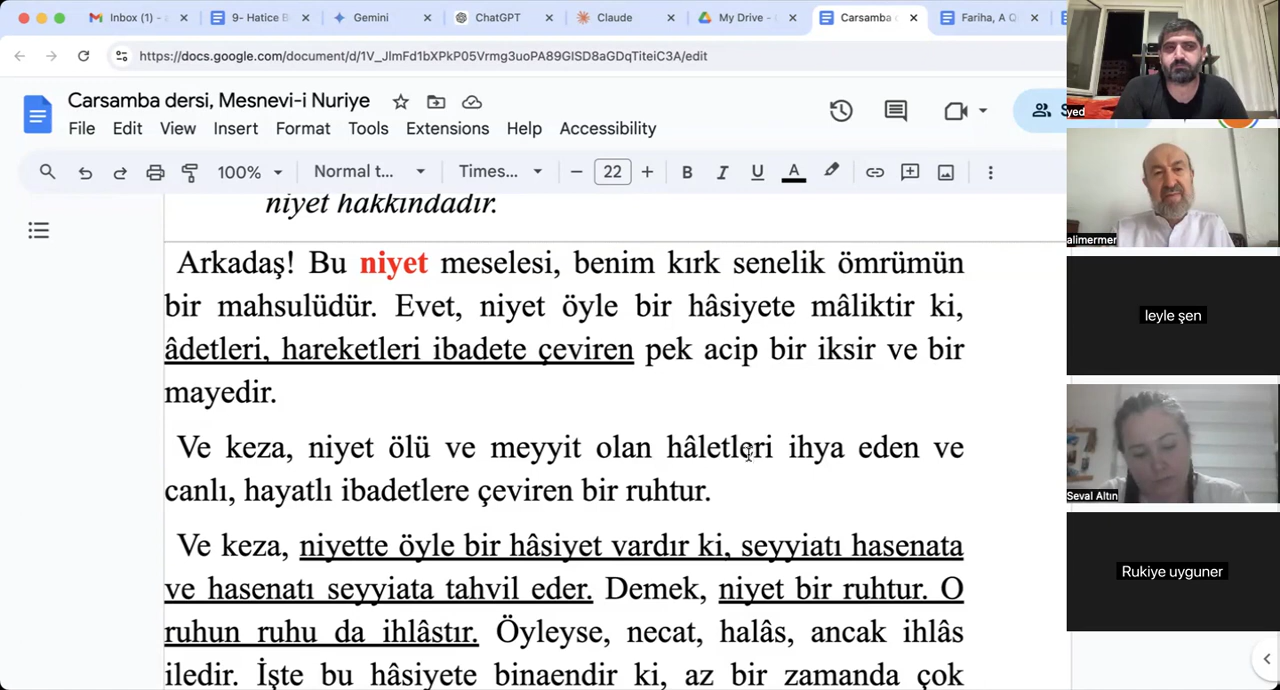 Inbox (1) -
9- Hatice B
Gemini
ChatGPT
Claude
My Drive -
Carsamba
Fariha, A Q
https://docs.google.com/document/d/1V_JlmFd1bXPkP05Vrmg3uoPA89GISD8aGDqTiteiC3A/edit
Carsamba dersi, Mesnevi-i Nuriye
File Edit View Insert Format Tools Extensions Help Accessibility
100% Normal t... Times... 22 B I U A
niyet hakkındadır.
Arkadaş! Bu niyet meselesi, benim kırk senelik ömrümün
bir mahsulüdür. Evet, niyet öyle bir hâsiyete mâliktir ki,
âdetleri, hareketleri ibadete çeviren pek acip bir iksir ve bir
mayedir.
Ve keza, niyet ölü ve meyyit olan hâletleri ihya eden ve
canlı, hayatlı ibadetlere çeviren bir ruhtur.
Ve keza, niyette öyle bir hâsiyet vardır ki, seyyiatı hasenata
ve hasenatı seyyiata tahvil eder. Demek, niyet bir ruhtur. O
ruhun ruhu da ihlâstır. Öyleyse, necat, halâs, ancak ihlâs
iledir. İşte bu hâsiyete binaendir ki, az bir zamanda çok
yed
alimermer
leyle şen
Seval Altın
Rukiye uyguner